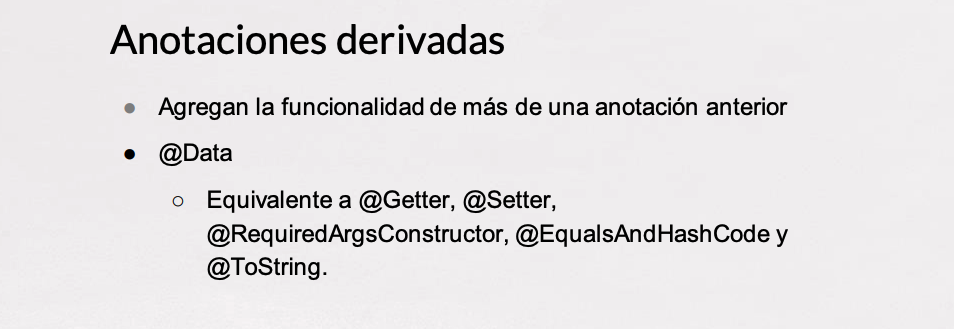 Anotaciones derivadas
● Agregan la funcionalidad de más de una anotación anterior
● @Data
○ Equivalente a @Getter, @Setter,
@RequiredArgsConstructor, @EqualsAndHashCode y
@ToString.